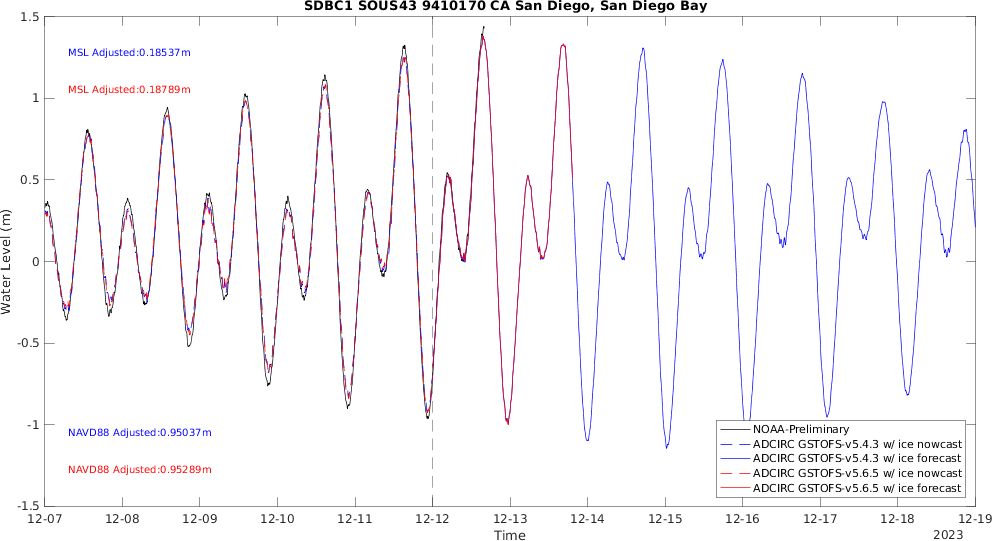 SDBC1 SOUS43 9410170 CA San Diego, San Diego Bay
1.5
MSL Adjusted:0.18537m
MSL Adjusted:0.18789m
1
0.5
0
-0.5
-1
-1.5
Water Level (m)
NAVD88 Adjusted:0.95037m
NAVD88 Adjusted:0.95289m
NOAA-Preliminary
ADCIRC GSTOFS-v5.4.3 w/ ice nowcast
ADCIRC GSTOFS-v5.4.3 w/ ice forecast
ADCIRC GSTOFS-v5.6.5 w/ ice nowcast
ADCIRC GSTOFS-v5.6.5 w/ ice forecast
12-07 12-08 12-09 12-10 12-11 12-12 12-13 12-14 12-15 12-16 12-17 12-18 12-19
Time
2023